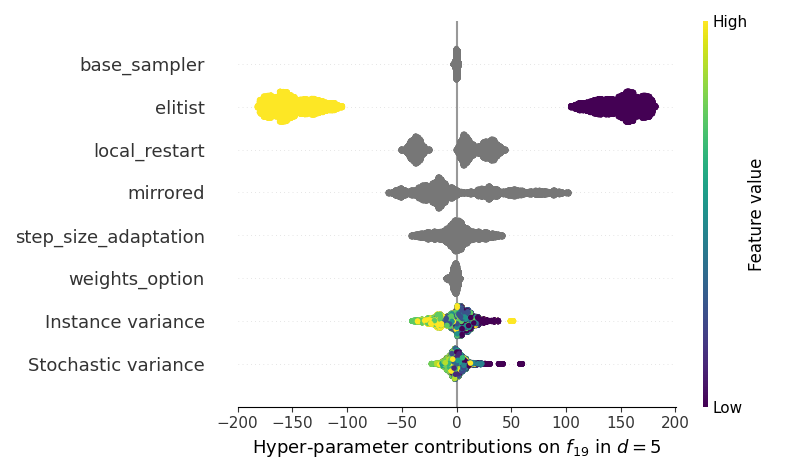 High
base_sampler
elitist
local_restart
mirrored
step_size_adaptation
weights_option
Instance variance
Stochastic variance
Feature value
Low
−200 −150 −100 −50 0 50 100 150 200
Hyper-parameter contributions on f19 in d = 5